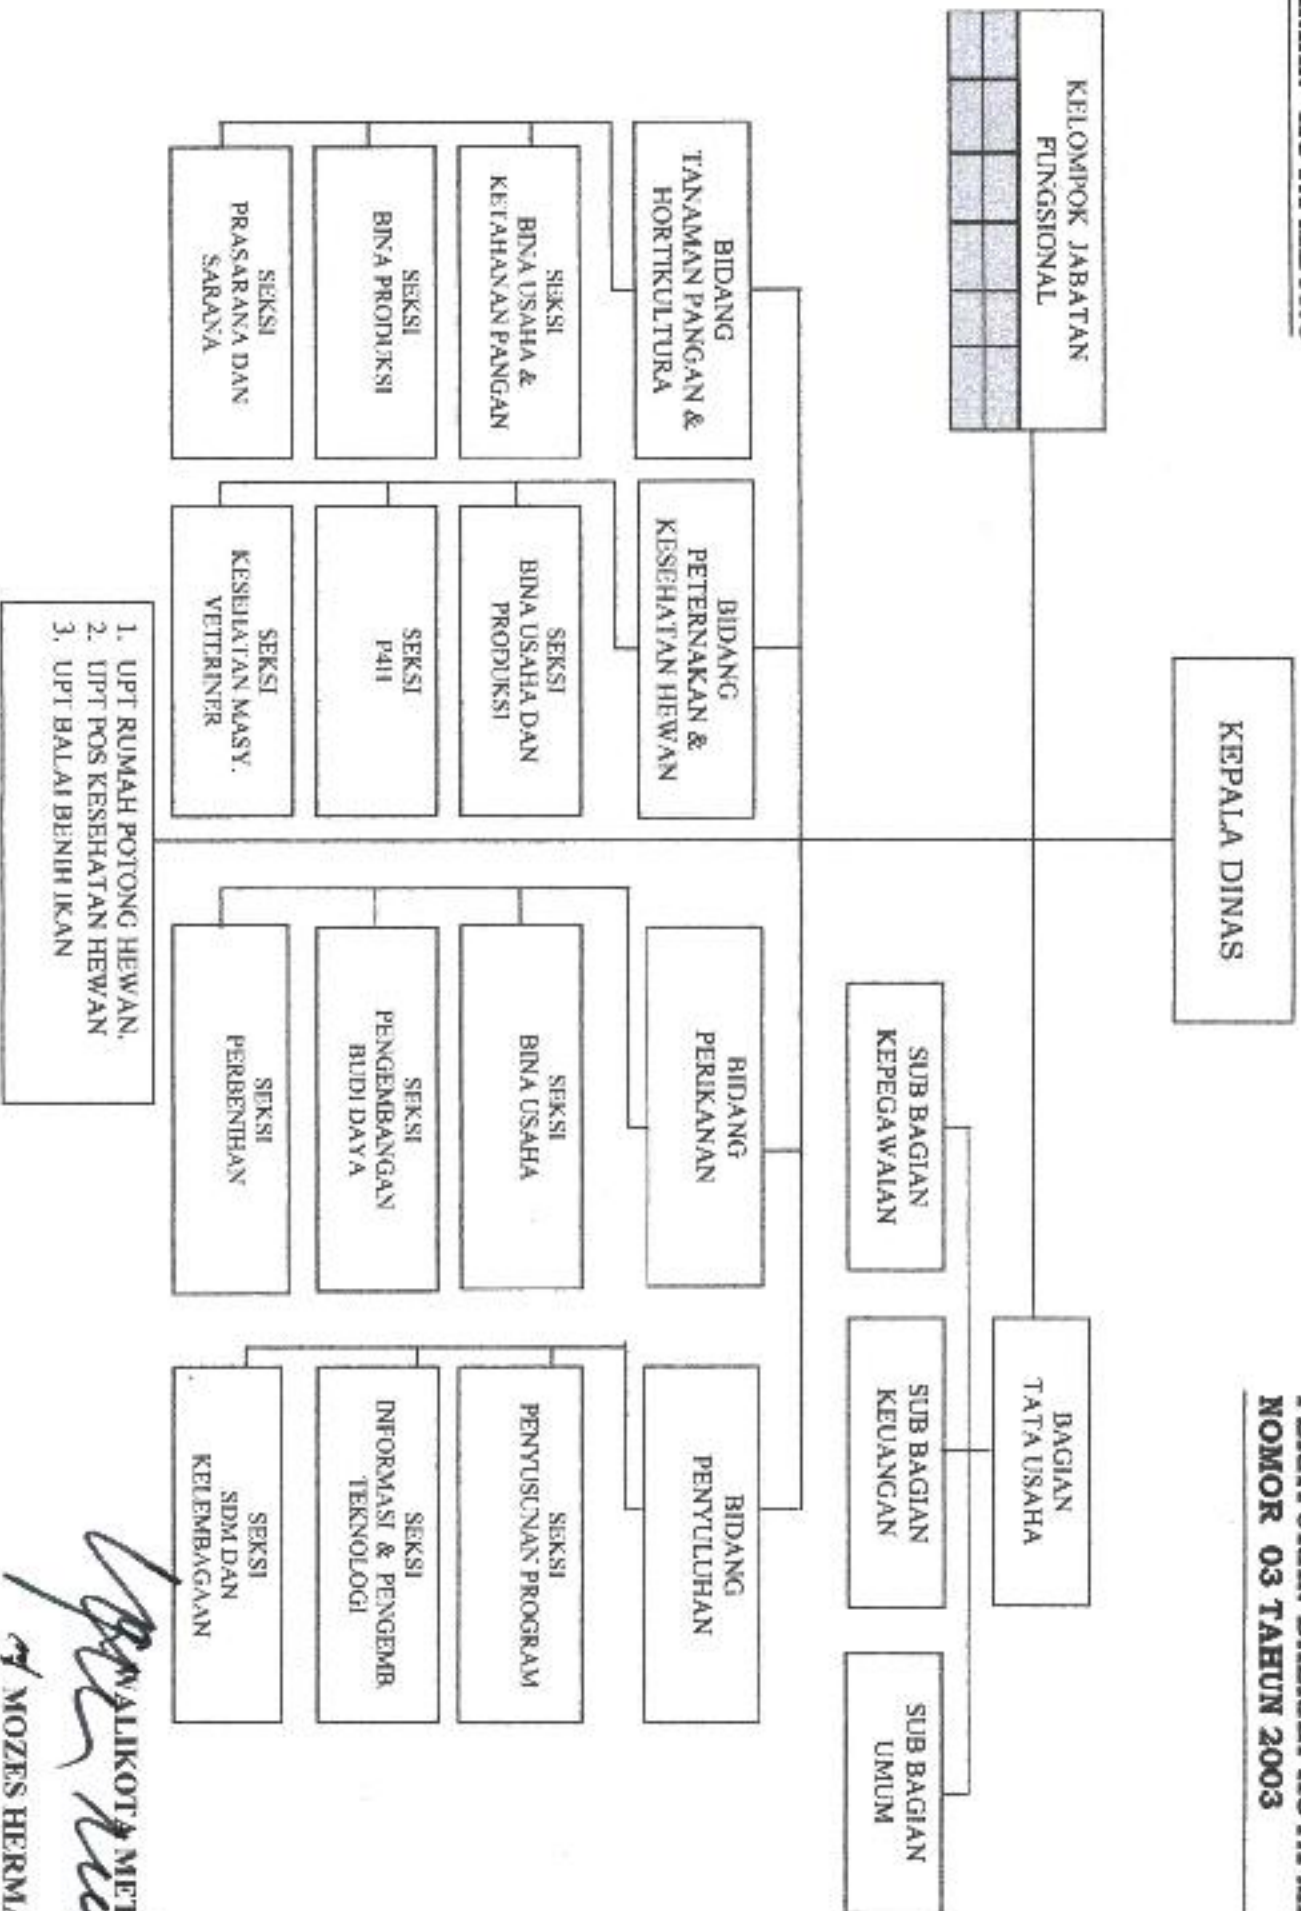 NOMOR 03 TAHUN 2003
KEPALA DINAS
KELOMPOK JABATAN
FUNGSIONAL
BAGIAN
TATA USAHA
SUB BAGIAN
KEPEGAWAIAN
SUB BAGIAN
KEUANGAN
SUB BAGIAN
UMUM
BIDANG
TANAMAN PANGAN &
HORTIKULTURA
BIDANG
PETERNAKAN &
KESEHATAN HEWAN
BIDANG
PERIKANAN
BIDANG
PENYULUHAN
SEKSI
BINA USAHA &
KETAHANAN PANGAN
SEKSI
BINA USAHA DAN
PRODUKSI
SEKSI
BINA USAHA
SEKSI
PENYUSUNAN PROGRAM
SEKSI
BINA PRODUKSI
SEKSI
P4H
SEKSI
PENGEMBANGAN
BUDI DAYA
SEKSI
INFORMASI & PENGEMB
TEKNOLOGI
SEKSI
PRASARANA DAN
SARANA
SEKSI
KESEHATAN MASY.
VETERINER
SEKSI
PERBENIHAN
SEKSI
SDM DAN
KELEMBAGAAN
1. UPT RUMAH POTONG HEWAN.
2. UPT POS KESEHATAN HEWAN
3. UPT BALAI BENIH IKAN
WALIKOTA MET
MOZES HERMA